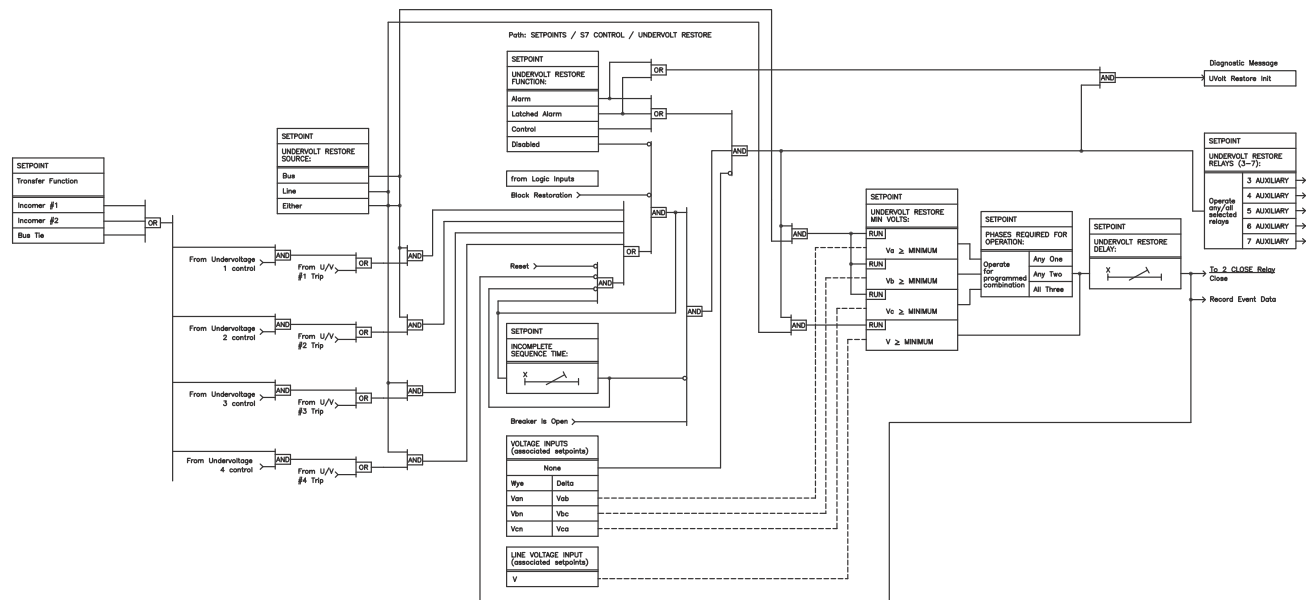 Path: SETPOINTS / S7 CONTROL / UNDERVOLT RESTORE
SETPOINT
Transfer Function
Incomer #1
Incomer #2
Bus Tie
OR
SETPOINT
UNDERVOLT RESTORE
SOURCE:
Bus
Line
Either
From Undervoltage
1 control
AND
From U/V
#1 Trip
OR
AND
From Undervoltage
2 control
AND
From U/V
#2 Trip
OR
AND
From Undervoltage
3 control
AND
From U/V
#3 Trip
OR
AND
From Undervoltage
4 control
AND
From U/V
#4 Trip
OR
AND
SETPOINT
UNDERVOLT RESTORE
FUNCTION:
Alarm
Latched Alarm
Control
Disabled
OR
OR
AND
from Logic Inputs
Block Restoration
AND
OR
Reset
AND
AND
SETPOINT
INCOMPLETE
SEQUENCE TIME:
X
Breaker Is Open
VOLTAGE INPUTS
(associated setpoints)
None
Wye Delta
Van Vab
Vbn Vbc
Vcn Vca
LINE VOLTAGE INPUT
(associated setpoints)
V
AND
AND
SETPOINT
UNDERVOLT RESTORE
MIN VOLTS:
RUN
Va ≥ MINIMUM
RUN
Vb ≥ MINIMUM
RUN
Vc ≥ MINIMUM
RUN
V ≥ MINIMUM
SETPOINT
PHASES REQUIRED FOR
OPERATION:
Operate
for
programmed
combination
Any One
Any Two
All Three
SETPOINT
UNDERVOLT RESTORE
DELAY:
X
AND
Diagnostic Message
UVolt Restore Init
SETPOINT
UNDERVOLT RESTORE
RELAYS (3-7):
Operate
any/all
selected
relays
3 AUXILIARY
4 AUXILIARY
5 AUXILIARY
6 AUXILIARY
7 AUXILIARY
To 2 CLOSE Relay
Close
Record Event Data